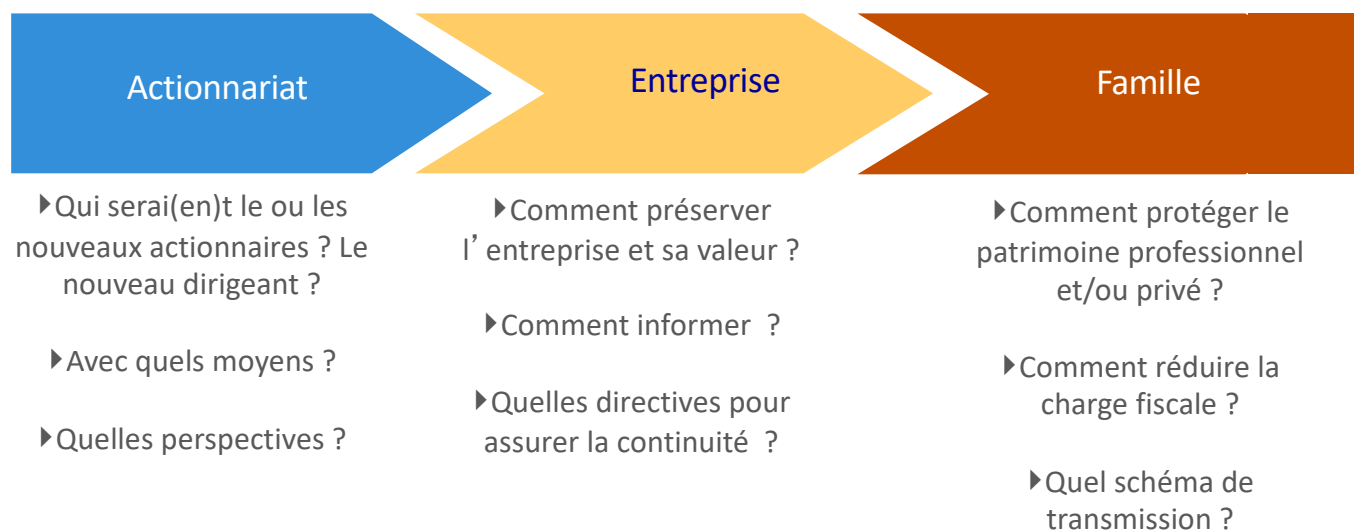 Actionnariat
Entreprise
Famille
Qui serai(en)t le ou les
nouveaux actionnaires ? Le
nouveau dirigeant ?
Avec quels moyens ?
Quelles perspectives ?
Comment préserver
l’ entreprise et sa valeur ?
Comment informer  ?
Quelles directives pour
assurer la continuité  ?
Comment protéger le
patrimoine professionnel
et/ou privé ?
Comment réduire la
charge fiscale ?
Quel schéma de
transmission ?